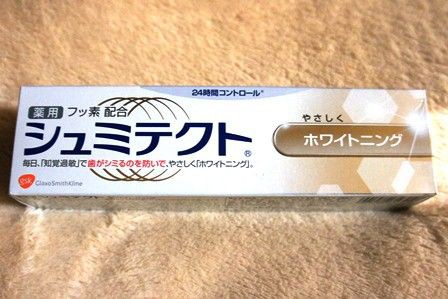 24時間コントロール*
薬用 フッ素 配合
シュミテクト®
やさしく
ホワイトニング
毎日、「知覚過敏」で歯がシミるのを防いで、やさしく「ホワイトニング」。
gsk GlaxoSmithKline